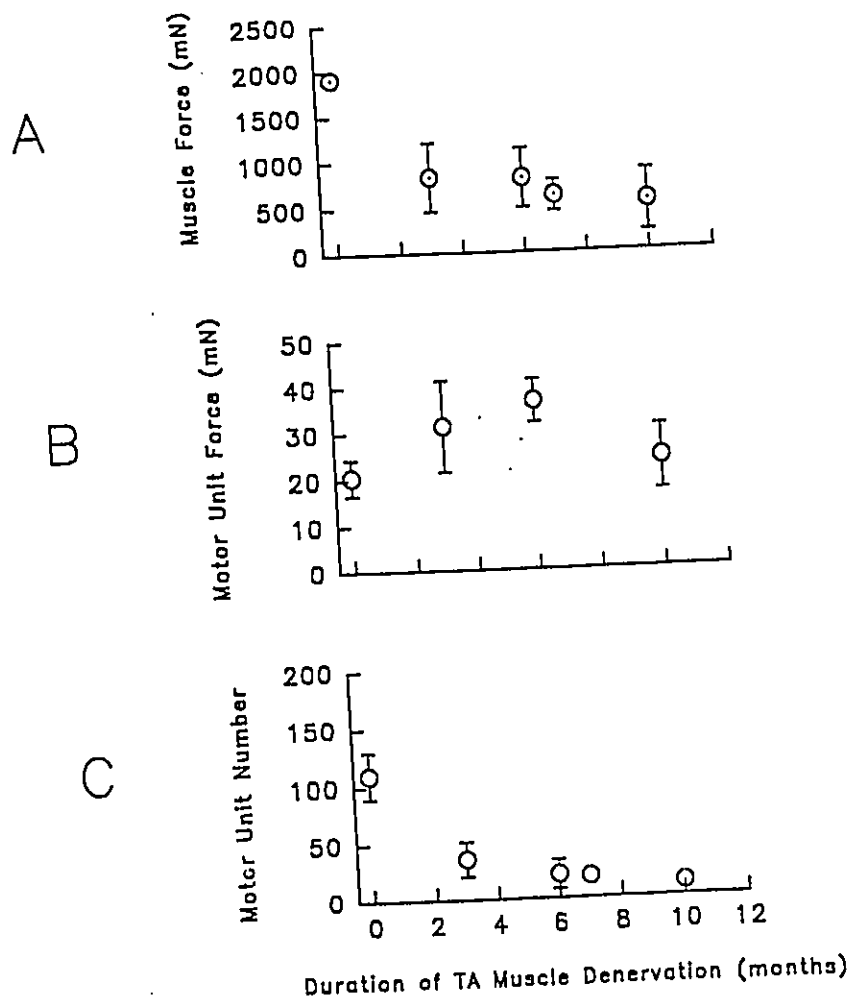 A
Muscle Force (mN)
2500
2000
1500
1000
500
0
B
Motor Unit Force (mN)
50
40
30
20
10
0
C
Motor Unit Number
200
150
100
50
0
0 2 4 6 8 10 12
Duration of TA Muscle Denervation (months)